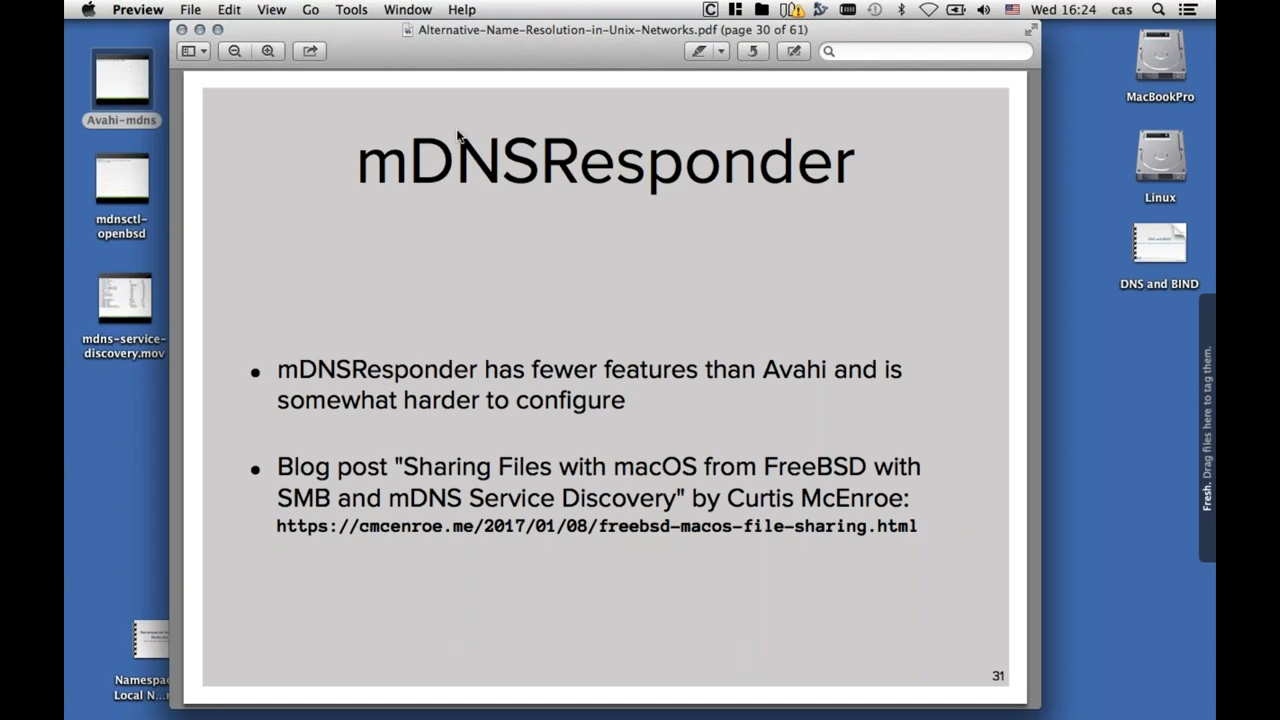 Preview File Edit View Go Tools Window Help
Wed 16:24 cas
Alternative-Name-Resolution-in-Unix-Networks.pdf (page 30 of 61)
Avahi-mdns
mdnsctl-
openbsd
mdns-service-
discovery.mov
Namespac
Local N...r
mDNSResponder
• mDNSResponder has fewer features than Avahi and is
somewhat harder to configure
• Blog post "Sharing Files with macOS from FreeBSD with
SMB and mDNS Service Discovery" by Curtis McEnroe:
https://cmcenroe.me/2017/01/08/freebsd-macos-file-sharing.html
31
MacBookPro
Linux
DNS and BIND
Fresh. Drag files here to tag them.